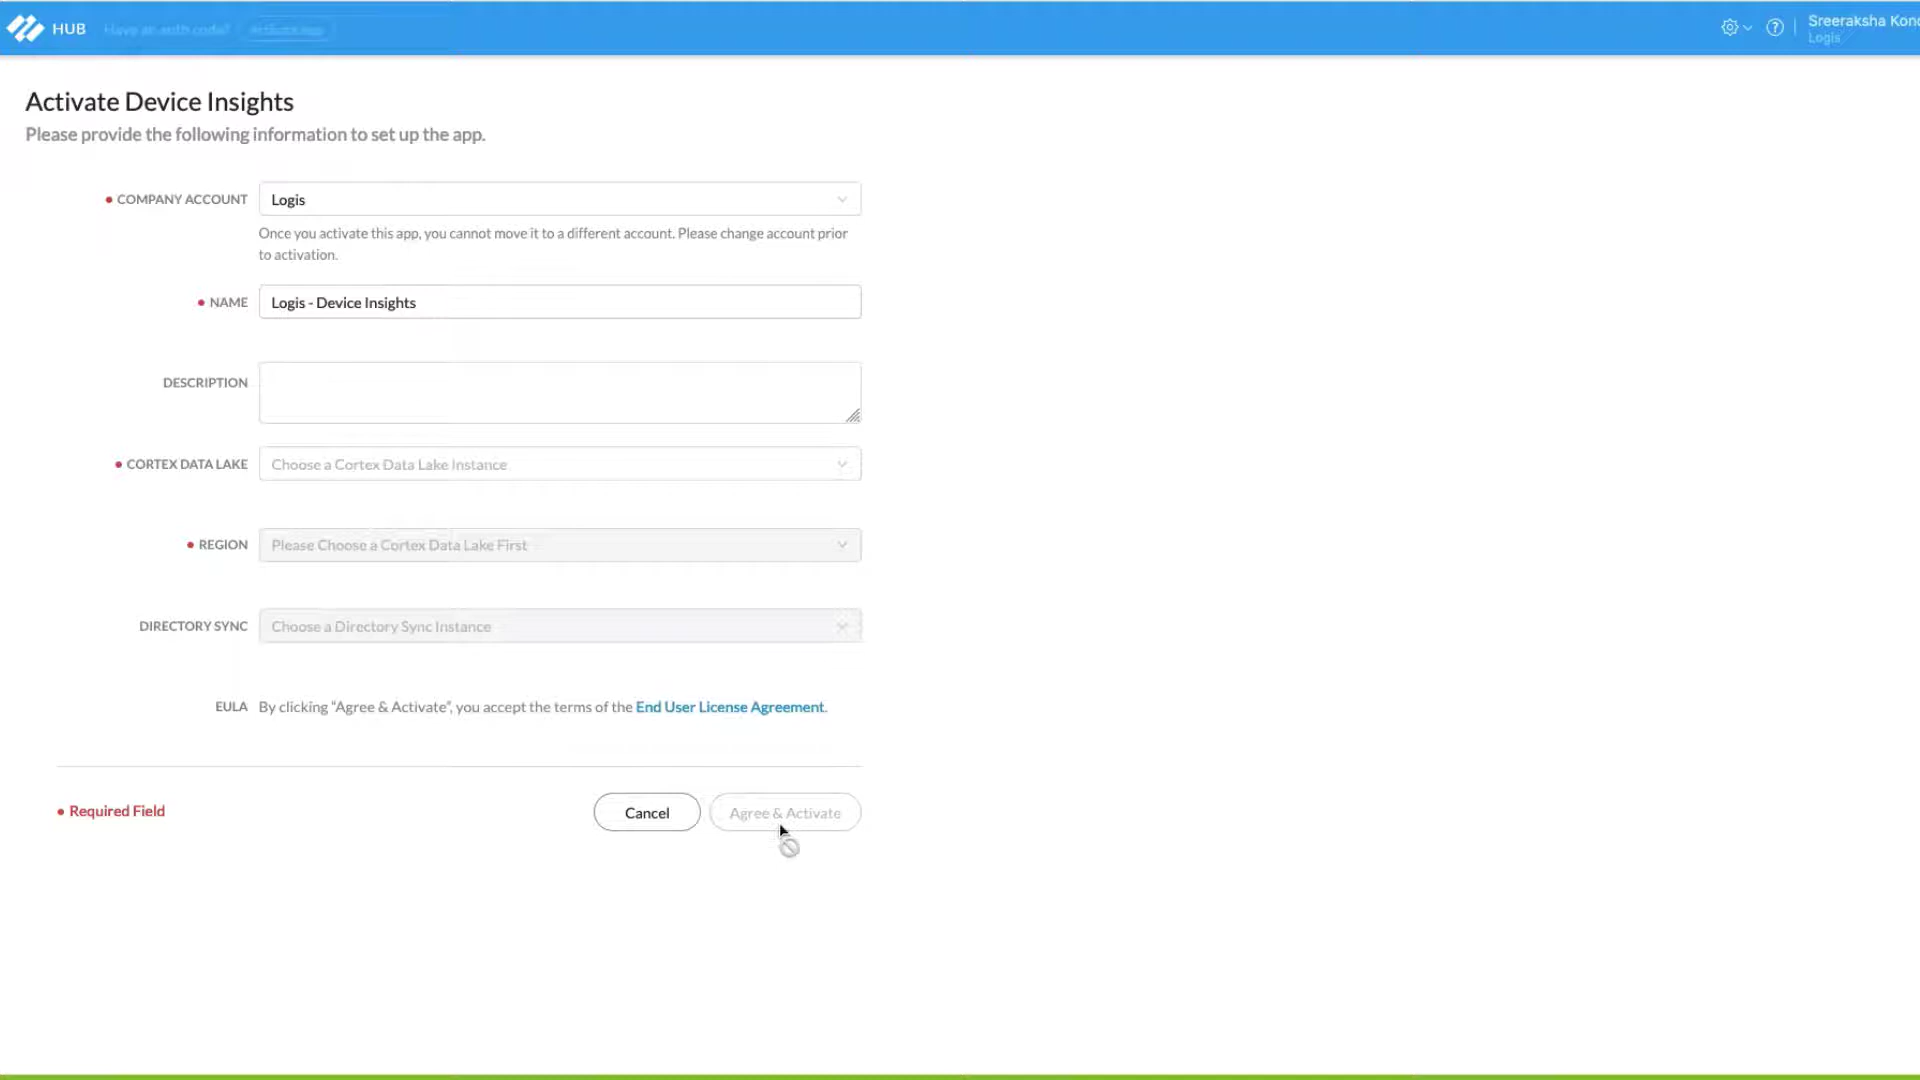 HUB
Have an auth code?
Activate App
Sreeraksha Kon
Logis
Activate Device Insights
Please provide the following information to set up the app.
• COMPANY ACCOUNT
Logis
Once you activate this app, you cannot move it to a different account. Please change account prior
to activation.
• NAME
Logis - Device Insights
DESCRIPTION
• CORTEX DATA LAKE
Choose a Cortex Data Lake Instance
• REGION
Please Choose a Cortex Data Lake First
DIRECTORY SYNC
Choose a Directory Sync Instance
EULA
By clicking “Agree & Activate”, you accept the terms of the End User License Agreement.
• Required Field
Cancel
Agree & Activate